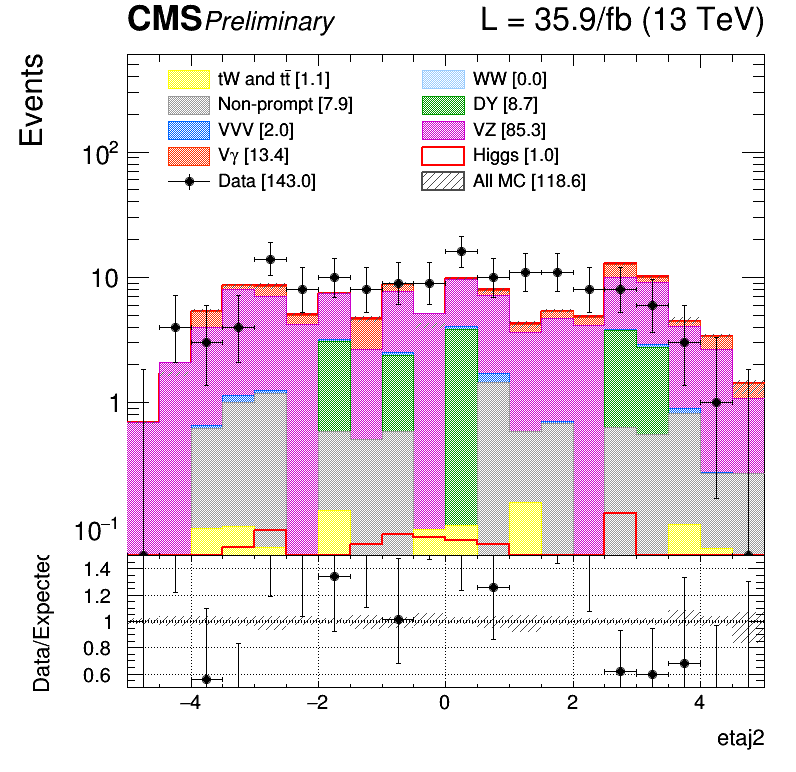 CMS Preliminary L = 35.9/fb (13 TeV)
Events
tW and tt̄ [1.1] WW [0.0]
Non-prompt [7.9] DY [8.7]
VVV [2.0] VZ [85.3]
Vγ [13.4] Higgs [1.0]
Data [143.0] All MC [118.6]
10²
10
1
10⁻¹
Data/Expected
1.4
1.2
1
0.8
0.6
−4 −2 0 2 4
etaj2